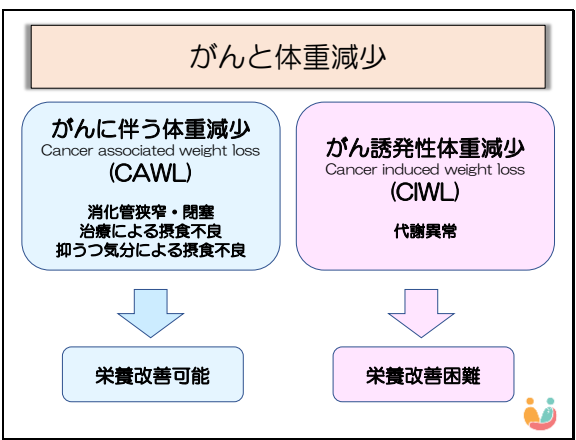 がんと体重減少
がんに伴う体重減少
Cancer associated weight loss
(CAWL)
消化管狭窄・閉塞
治療による摂食不良
抑うつ気分による摂食不良
栄養改善可能
がん誘発性体重減少
Cancer induced weight loss
(CIWL)
代謝異常
栄養改善困難